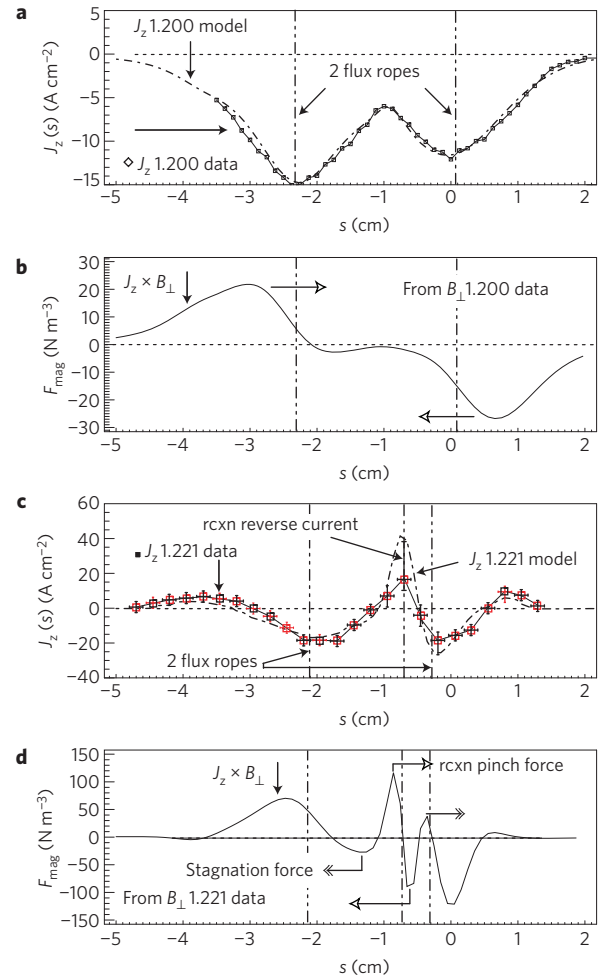 a
J_z 1.200 model
2 flux ropes
J_z 1.200 data
J_z (s) (A cm⁻²)
0
−5
−10
−15
−5 −4 −3 −2 −1 0 1 2
s (cm)
b
J_z × B_⊥
From B_⊥ 1.200 data
F_mag (N m⁻³)
30
20
10
0
−10
−20
−30
−5 −4 −3 −2 −1 0 1 2
s (cm)
c
rcxn reverse current
J_z 1.221 data
J_z 1.221 model
2 flux ropes
J_z (s) (A cm⁻²)
60
40
20
0
−20
−40
−5 −4 −3 −2 −1 0 1 2
s (cm)
d
J_z × B_⊥
rcxn pinch force
Stagnation force
From B_⊥ 1.221 data
F_mag (N m⁻³)
150
100
50
0
−50
−100
−150
−5 −4 −3 −2 −1 0 1 2
s (cm)